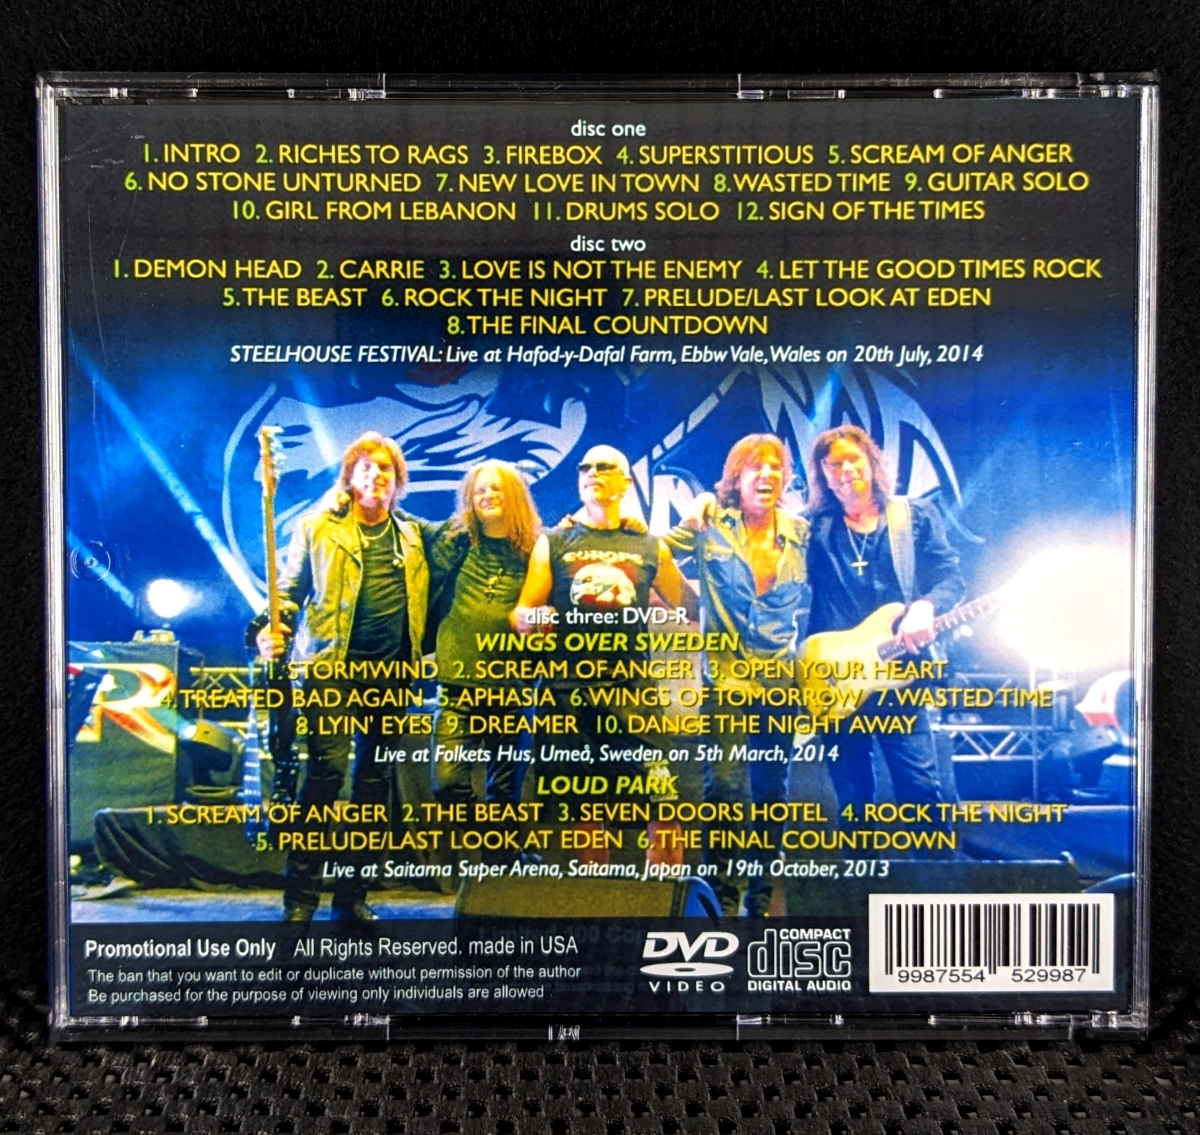 disc one
1. INTRO 2. RICHES TO RAGS 3. FIREBOX 4. SUPERSTITIOUS 5. SCREAM OF ANGER
6. NO STONE UNTURNED 7. NEW LOVE IN TOWN 8. WASTED TIME 9. GUITAR SOLO
10. GIRL FROM LEBANON 11. DRUMS SOLO 12. SIGN OF THE TIMES
disc two
1. DEMON HEAD 2. CARRIE 3. LOVE IS NOT THE ENEMY 4. LET THE GOOD TIMES ROCK
5. THE BEAST 6. ROCK THE NIGHT 7. PRELUDE/LAST LOOK AT EDEN
8. THE FINAL COUNTDOWN
STEELHOUSE FESTIVAL: Live at Hafod-y-Dafal Farm, Ebbw Vale, Wales on 20th July, 2014
EUROPE
disc three: DVD-R
WINGS OVER SWEDEN
1. STORMWIND 2. SCREAM OF ANGER 3. OPEN YOUR HEART
4. TREATED BAD AGAIN 5. APHASIA 6. WINGS OF TOMORROW 7. WASTED TIME
8. LYIN' EYES 9. DREAMER 10. DANCE THE NIGHT AWAY
Live at Folkets Hus, Umeå, Sweden on 5th March, 2014
LOUD PARK
1. SCREAM OF ANGER 2. THE BEAST 3. SEVEN DOORS HOTEL 4. ROCK THE NIGHT
5. PRELUDE/LAST LOOK AT EDEN 6. THE FINAL COUNTDOWN
Live at Saitama Super Arena, Saitama, Japan on 19th October, 2013
Promotional Use Only All Rights Reserved. made in USA
The ban that you want to edit or duplicate without permission of the author
Be purchased for the purpose of viewing only individuals are allowed
DVD
VIDEO
COMPACT
disc
DIGITAL AUDIO
9987554 529987